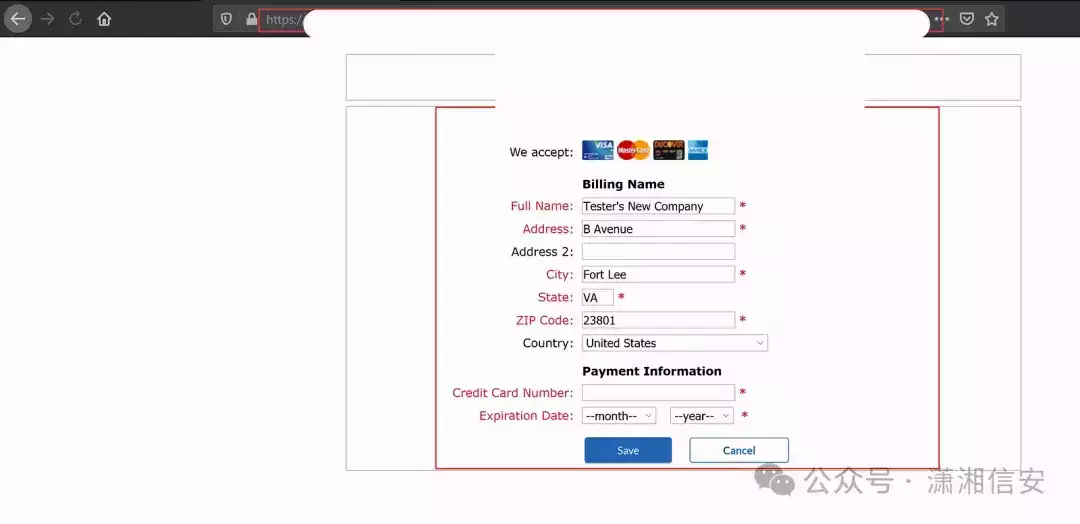 https:/
We accept: VISA MasterCard DISCOVER AMEX
Billing Name
Full Name: Tester's New Company *
Address: B Avenue *
Address 2:
City: Fort Lee *
State: VA *
ZIP Code: 23801 *
Country: United States
Payment Information
Credit Card Number: *
Expiration Date: --month-- --year-- *
Save Cancel
公众号 · 潇湘信安